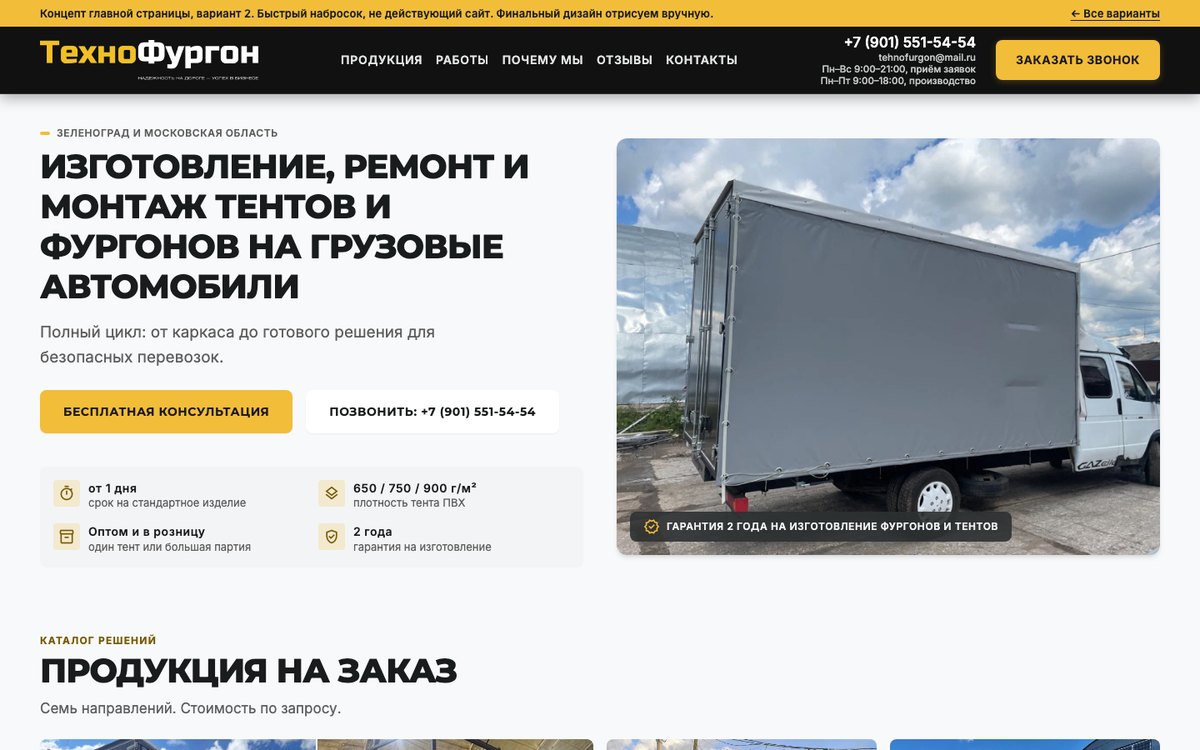 Концепт главной страницы, вариант 2. Быстрый набросок, не действующий сайт. Финальный дизайн отрисуем вручную.
← Все варианты
ТехноФургон
НАДЕЖНОСТЬ НА ДОРОГЕ – УСПЕХ В БИЗНЕСЕ
ПРОДУКЦИЯ РАБОТЫ ПОЧЕМУ МЫ ОТЗЫВЫ КОНТАКТЫ
+7 (901) 551-54-54
tehnofurgon@mail.ru
Пн–Вс 9:00–21:00, приём заявок
Пн–Пт 9:00–18:00, производство
ЗАКАЗАТЬ ЗВОНОК
ЗЕЛЕНОГРАД И МОСКОВСКАЯ ОБЛАСТЬ
ИЗГОТОВЛЕНИЕ, РЕМОНТ И
МОНТАЖ ТЕНТОВ И
ФУРГОНОВ НА ГРУЗОВЫЕ
АВТОМОБИЛИ
Полный цикл: от каркаса до готового решения для
безопасных перевозок.
БЕСПЛАТНАЯ КОНСУЛЬТАЦИЯ
ПОЗВОНИТЬ: +7 (901) 551-54-54
от 1 дня
срок на стандартное изделие
650 / 750 / 900 г/м²
плотность тента ПВХ
Оптом и в розницу
один тент или большая партия
2 года
гарантия на изготовление
GAZelle
ГАРАНТИЯ 2 ГОДА НА ИЗГОТОВЛЕНИЕ ФУРГОНОВ И ТЕНТОВ
КАТАЛОГ РЕШЕНИЙ
ПРОДУКЦИЯ НА ЗАКАЗ
Семь направлений. Стоимость по запросу.